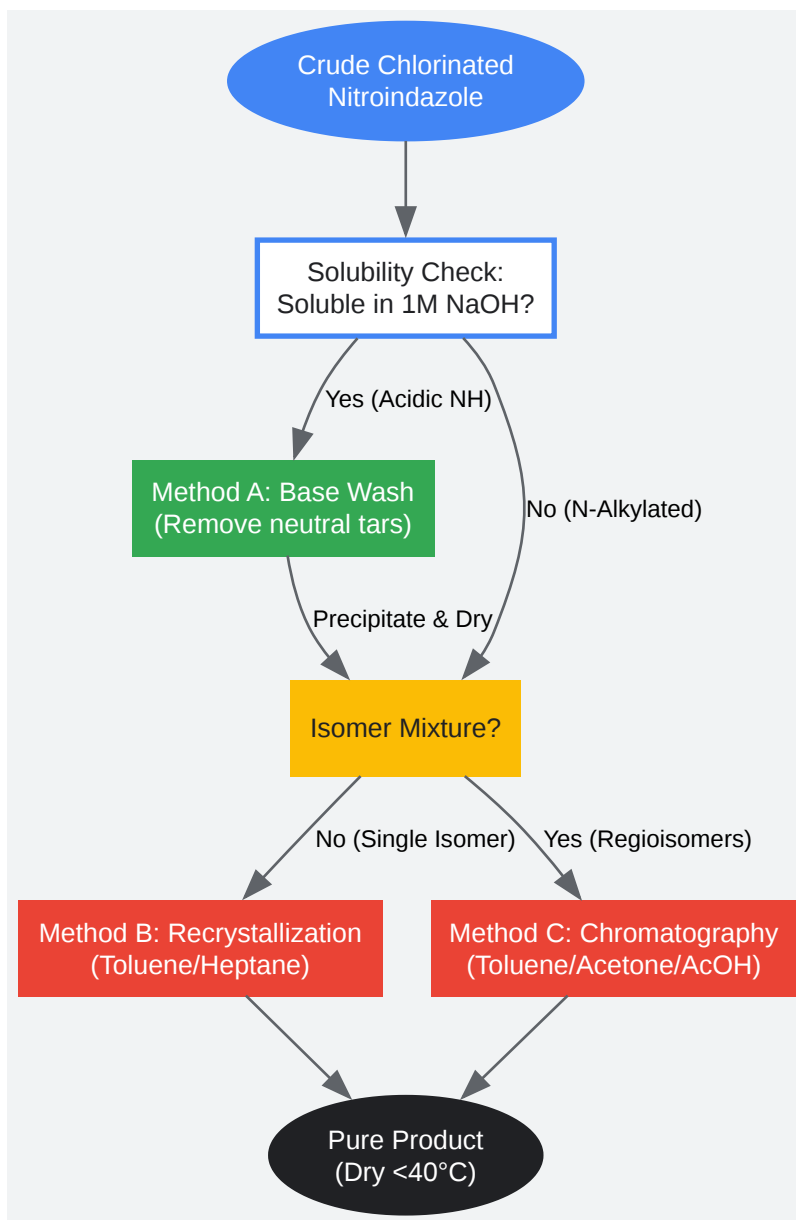 Crude Chlorinated
Nitroindazole
Solubility Check:
Soluble in 1M NaOH?
Yes (Acidic NH)
Method A: Base Wash
(Remove neutral tars)
No (N-Alkylated)
Precipitate & Dry
Isomer Mixture?
No (Single Isomer)
Yes (Regioisomers)
Method B: Recrystallization
(Toluene/Heptane)
Method C: Chromatography
(Toluene/Acetone/AcOH)
Pure Product
(Dry <40°C)